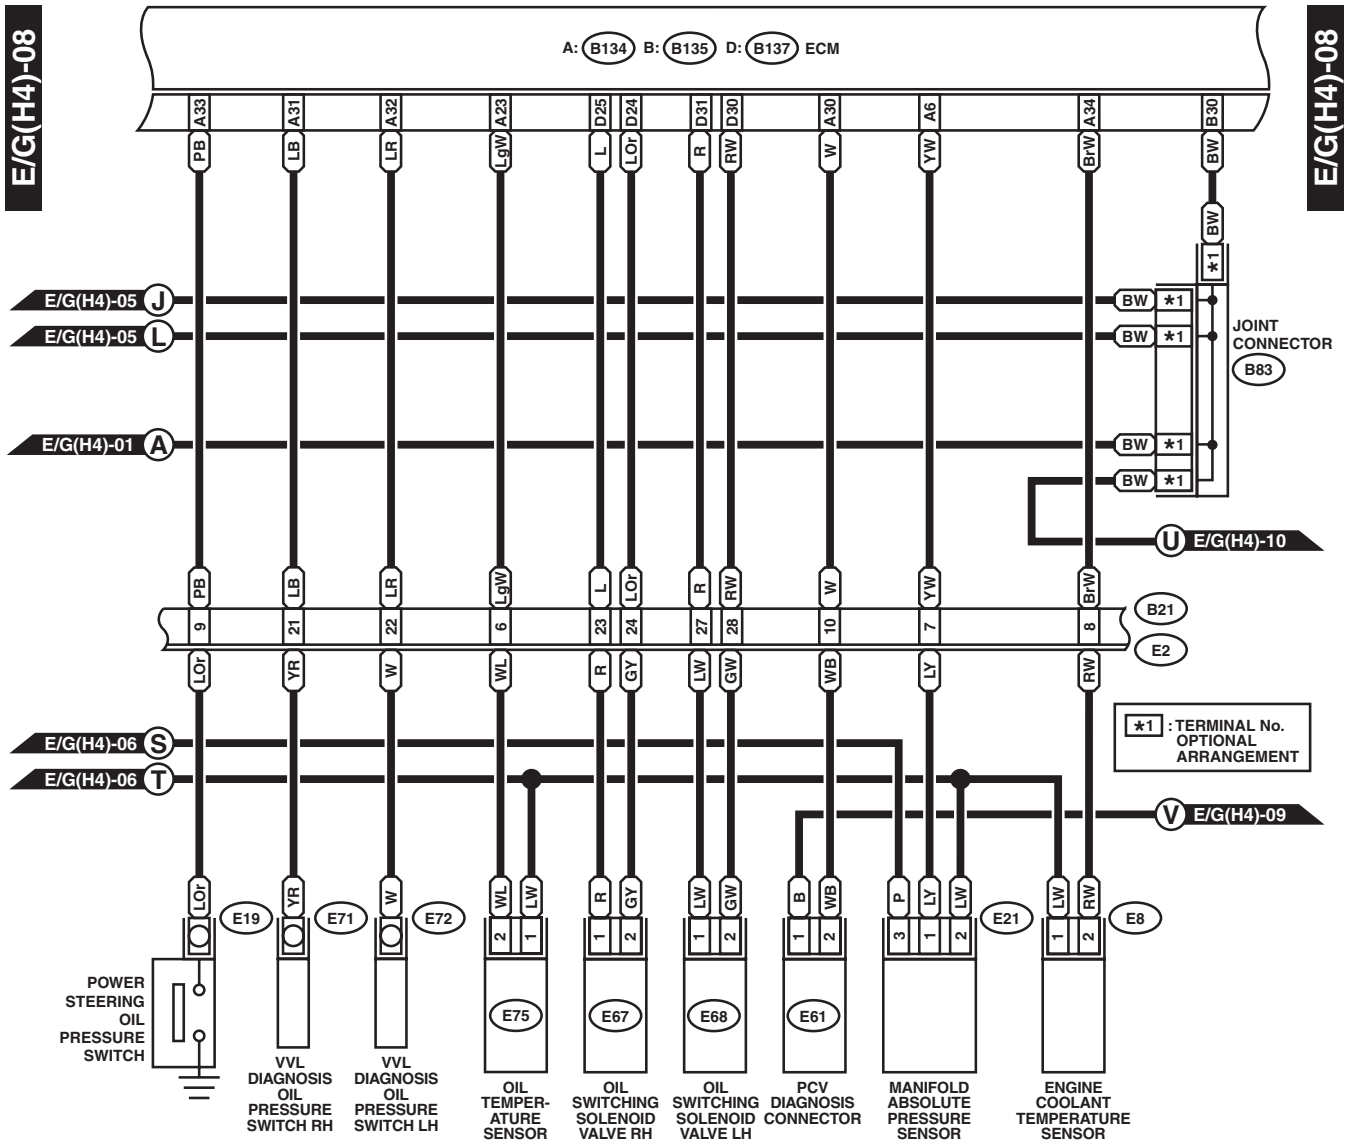 E/G(H4)-08
E/G(H4)-08
A: B134 B: B135 D: B137 ECM
A33 A31 A32 A23 D25 D24 D31 D30 A30 A6 A34 B30
PB LB LR LgW L LOr R RW W YW BrW BW
BW
*1
E/G(H4)-05 J BW *1
E/G(H4)-05 L BW *1
JOINT
CONNECTOR
B83
E/G(H4)-01 A BW *1
BW *1
U E/G(H4)-10
PB LB LR LgW L LOr R RW W YW BrW
9 21 22 6 23 24 27 28 10 7 8
B21
E2
LOr YR W WL R GY LW GW WB LY RW
*1 : TERMINAL No.
OPTIONAL
ARRANGEMENT
E/G(H4)-06 S
E/G(H4)-06 T
V E/G(H4)-09
LOr YR W WL LW R GY LW GW B WB P LY LW LW RW
E19 E71 E72 E21 E8
2 1 1 2 1 2 1 2 3 1 2 1 2
E75 E67 E68 E61
POWER
STEERING
OIL
PRESSURE
SWITCH
VVL
DIAGNOSIS
OIL
PRESSURE
SWITCH RH
VVL
DIAGNOSIS
OIL
PRESSURE
SWITCH LH
OIL
TEMPER-
ATURE
SENSOR
OIL
SWITCHING
SOLENOID
VALVE RH
OIL
SWITCHING
SOLENOID
VALVE LH
PCV
DIAGNOSIS
CONNECTOR
MANIFOLD
ABSOLUTE
PRESSURE
SENSOR
ENGINE
COOLANT
TEMPERATURE
SENSOR